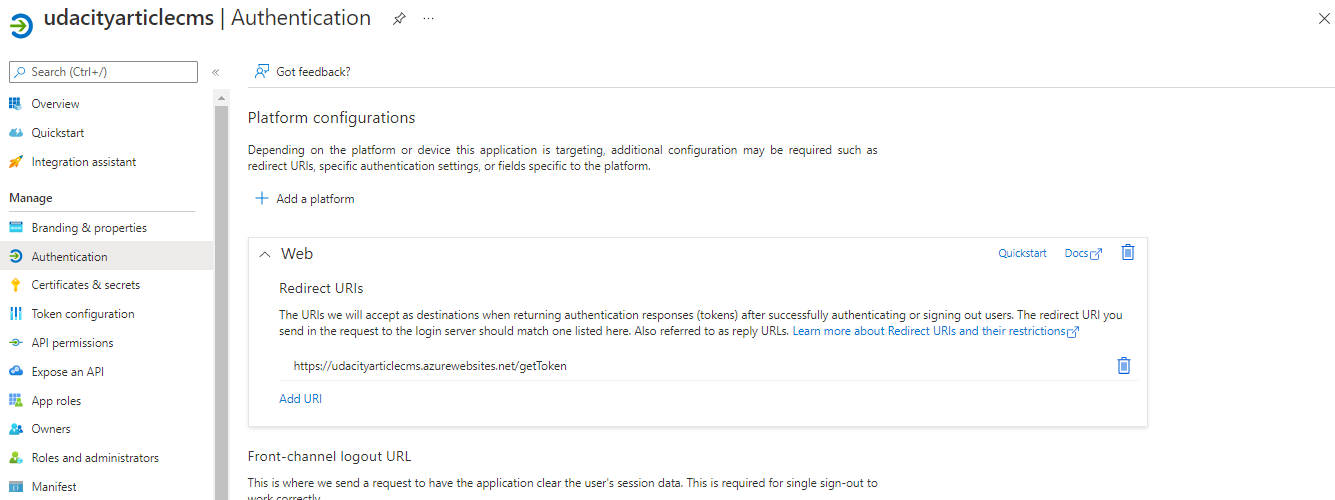 udacityarticlecms | Authentication
Search (Ctrl+/)
«
Got feedback?
Overview
Quickstart
Integration assistant
Manage
Branding & properties
Authentication
Certificates & secrets
Token configuration
API permissions
Expose an API
App roles
Owners
Roles and administrators
Manifest
Platform configurations
Depending on the platform or device this application is targeting, additional configuration may be required such as
redirect URIs, specific authentication settings, or fields specific to the platform.
Add a platform
Web
Quickstart
Docs
Redirect URIs
The URIs we will accept as destinations when returning authentication responses (tokens) after successfully authenticating or signing out users. The redirect URI you
send in the request to the login server should match one listed here. Also referred to as reply URLs. Learn more about Redirect URIs and their restrictions
https://udacityarticlecms.azurewebsites.net/getToken
Add URI
Front-channel logout URL
This is where we send a request to have the application clear the user's session data. This is required for single sign-out to
work correctly.